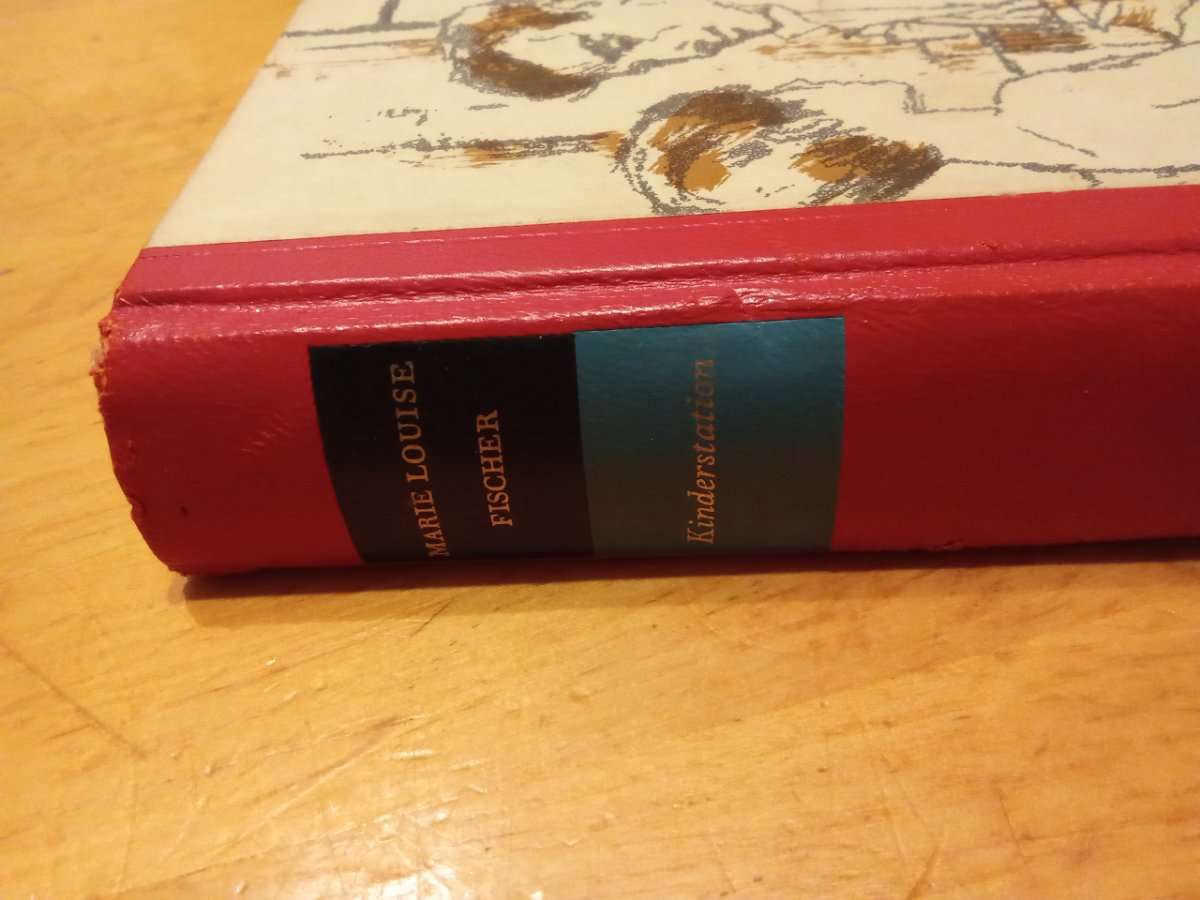 MARIE LOUISE
FISCHER
Kinderstation